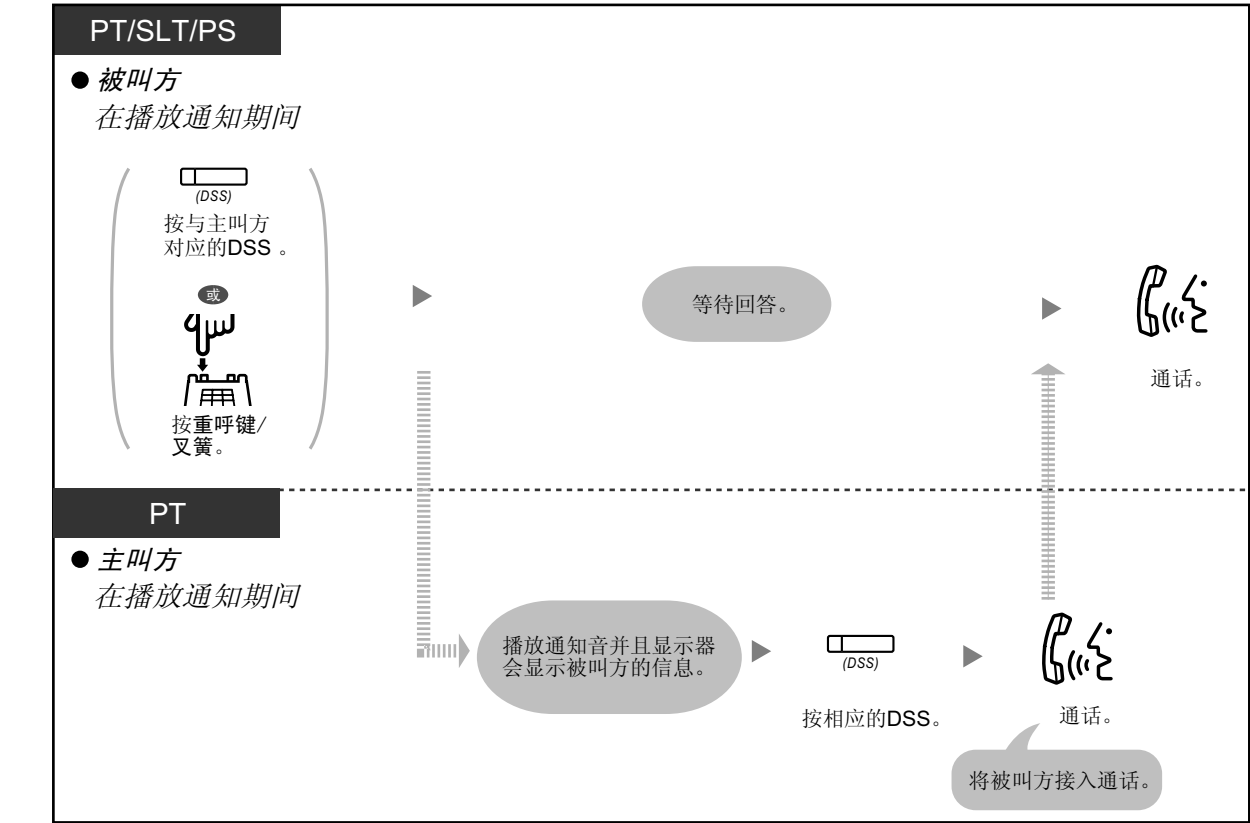 PT/SLT/PS
● 被叫方
在播放通知期间
(DSS)
按与主叫方
对应的DSS 。
或
按重呼键/
叉簧。
等待回答。
通话。
PT
● 主叫方
在播放通知期间
播放通知音并且显示器
会显示被叫方的信息。
(DSS)
按相应的DSS。
通话。
将被叫方接入通话。